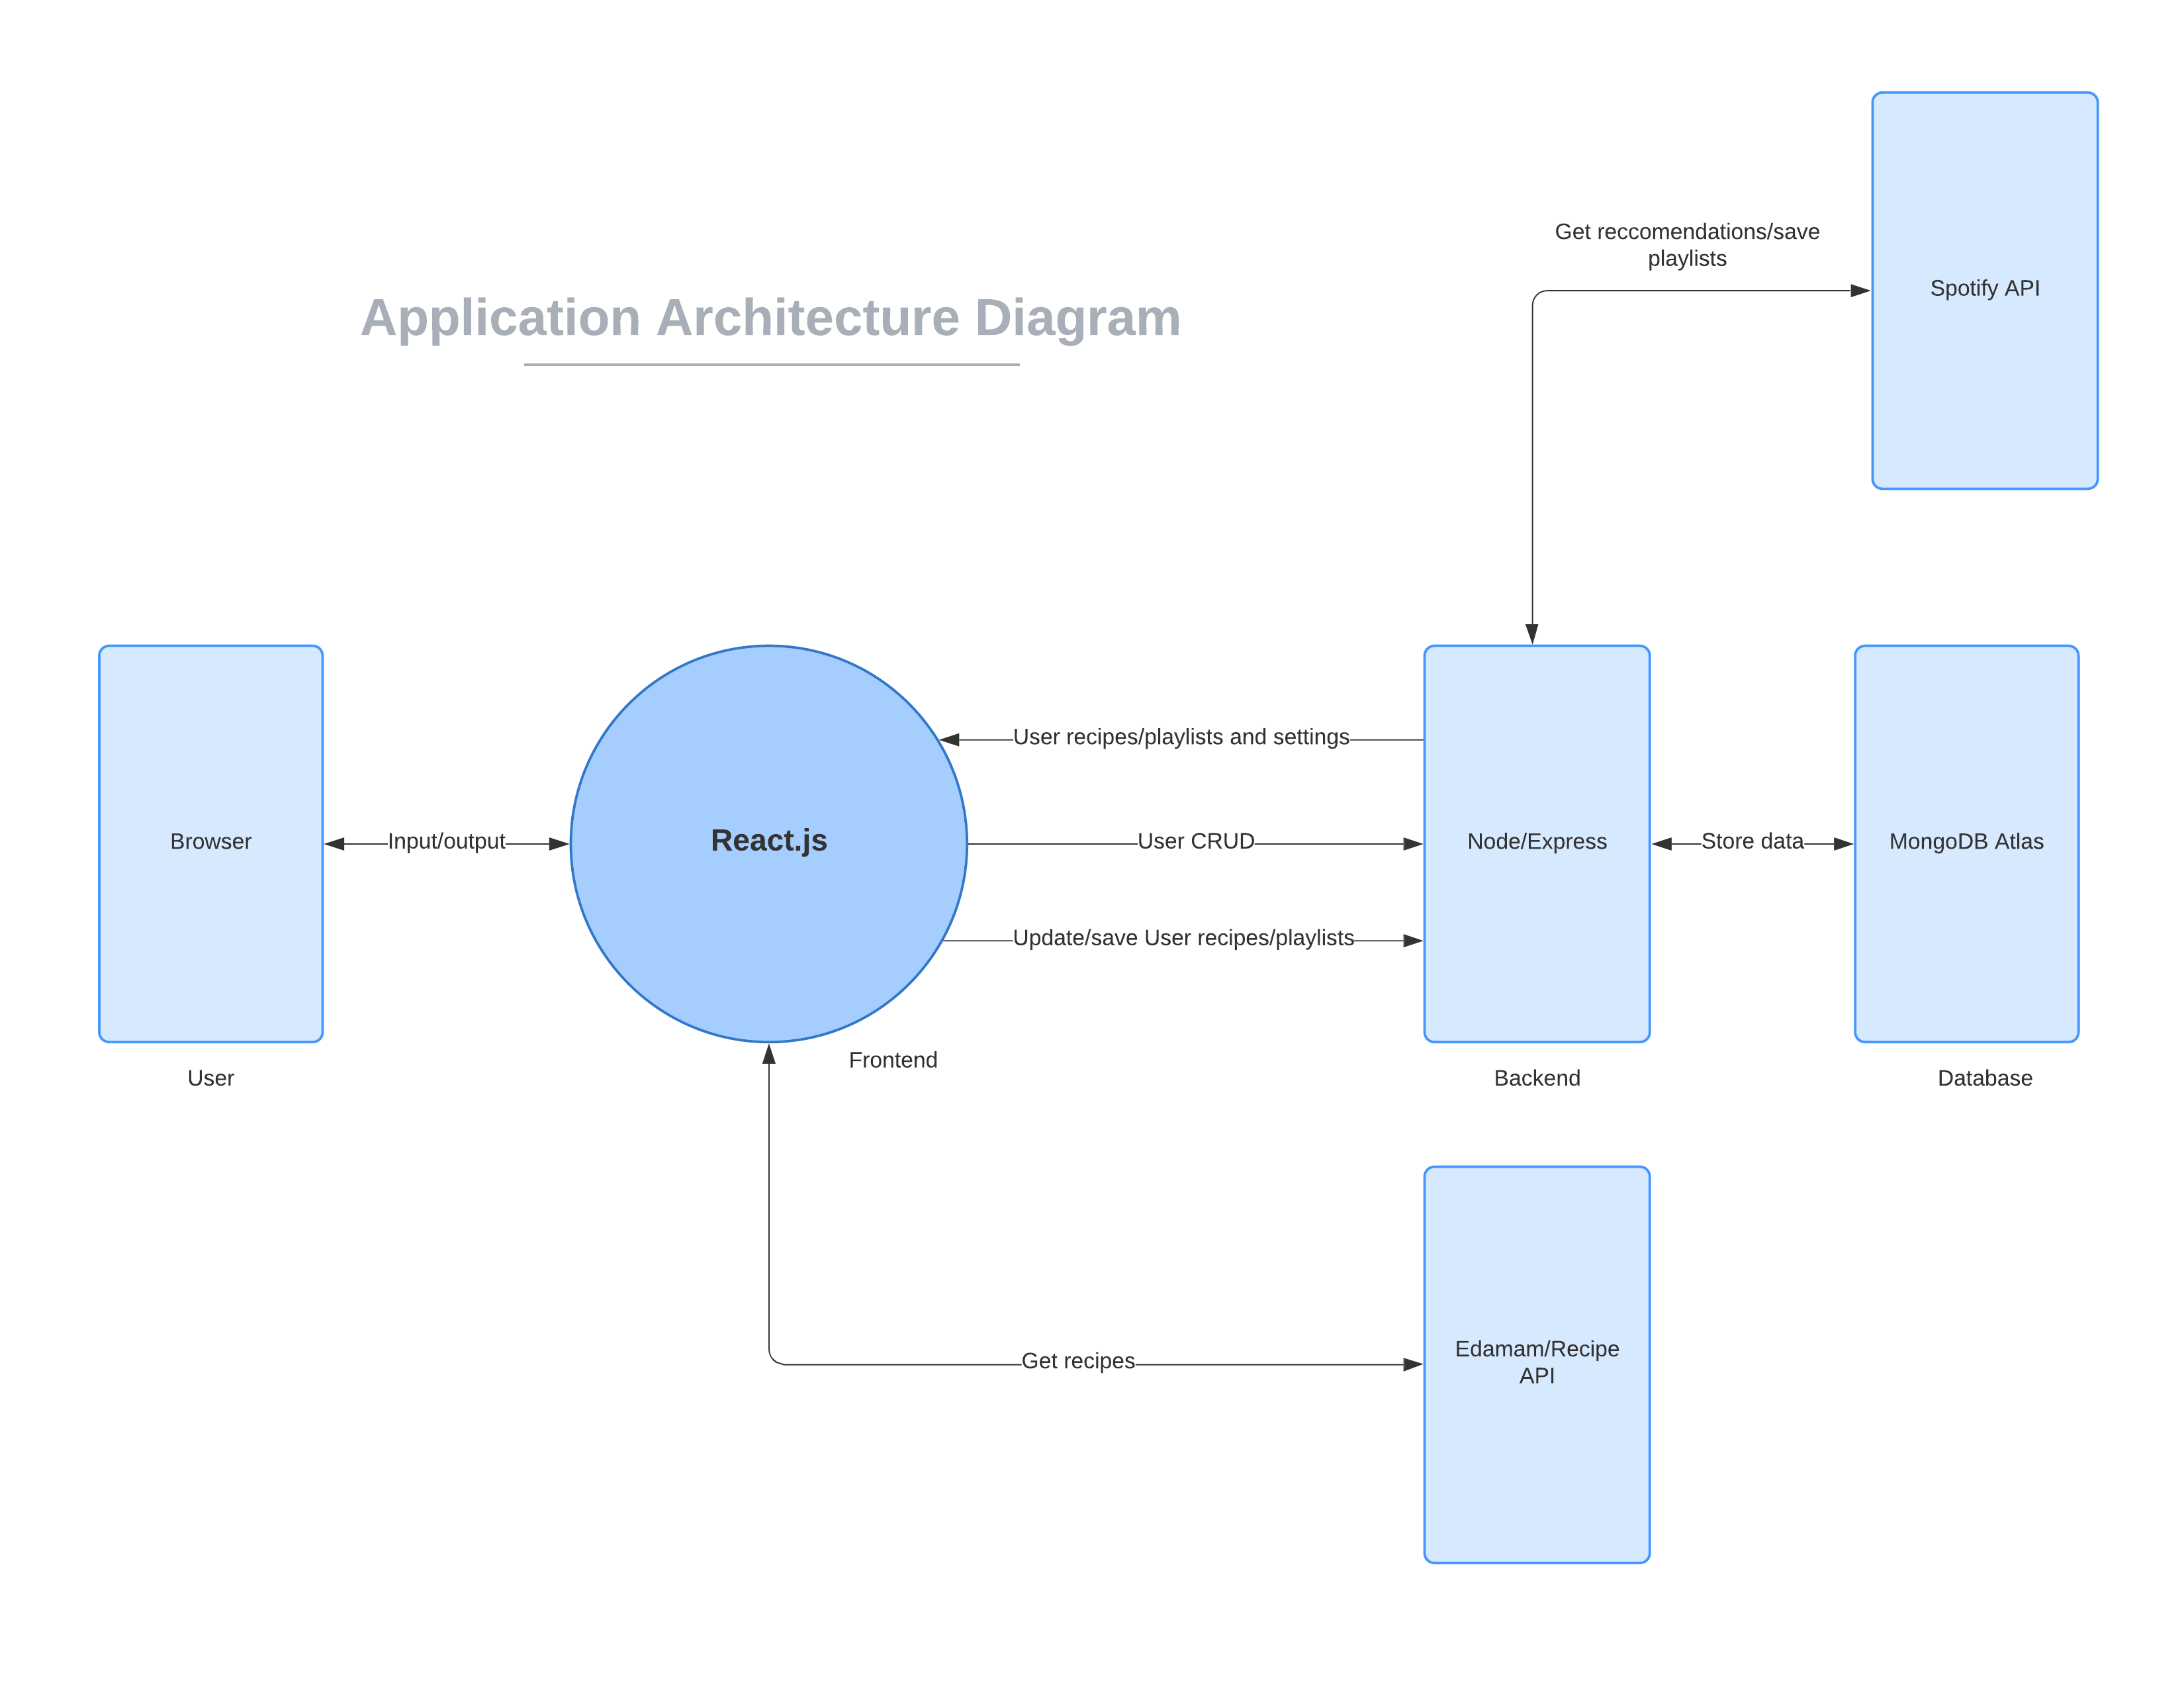 Get reccomendations/save
playlists
Spotify API
Application Architecture Diagram
User recipes/playlists and settings
Browser
Input/output
React.js
User CRUD
Node/Express
Store data
MongoDB Atlas
Update/save User recipes/playlists
Frontend
User
Backend
Database
Get recipes
Edamam/Recipe
API